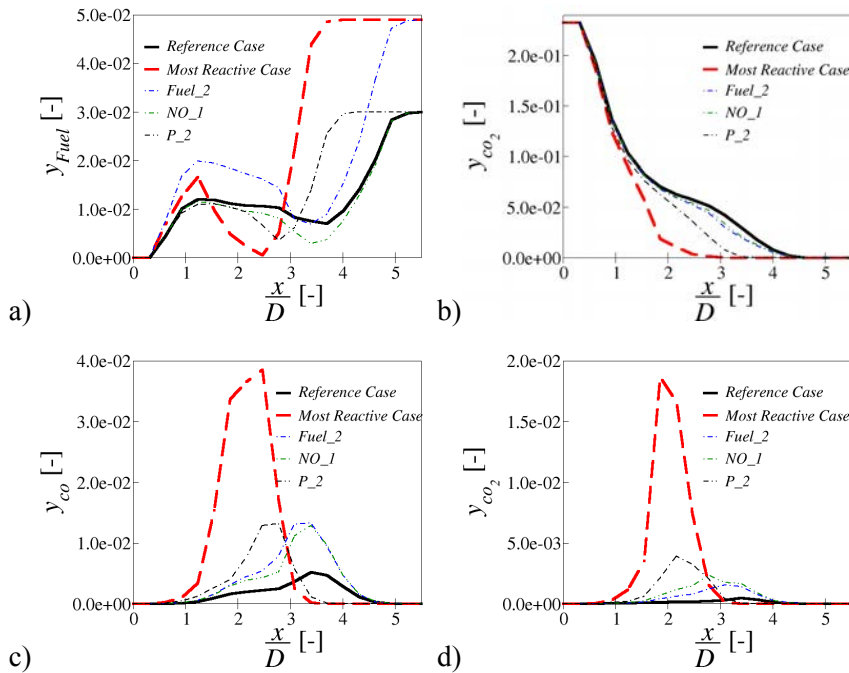 5.0e-02
4.0e-02
3.0e-02
2.0e-02
1.0e-02
0.0e+00
y_Fuel [-]
Reference Case
Most Reactive Case
Fuel_2
NO_1
P_2
0 1 2 3 4 5
x/D [-]
a)
2.0e-01
1.5e-01
1.0e-01
5.0e-02
0.0e+00
y_co2 [-]
Reference Case
Most Reactive Case
Fuel_2
NO_1
P_2
0 1 2 3 4 5
x/D [-]
b)
4.0e-02
3.0e-02
2.0e-02
1.0e-02
0.0e+00
y_co [-]
Reference Case
Most Reactive Case
Fuel_2
NO_1
P_2
0 1 2 3 4 5
x/D [-]
c)
2.0e-02
1.5e-02
1.0e-02
5.0e-03
0.0e+00
y_co2 [-]
Reference Case
Most Reactive Case
Fuel_2
NO_1
P_2
0 1 2 3 4 5
x/D [-]
d)